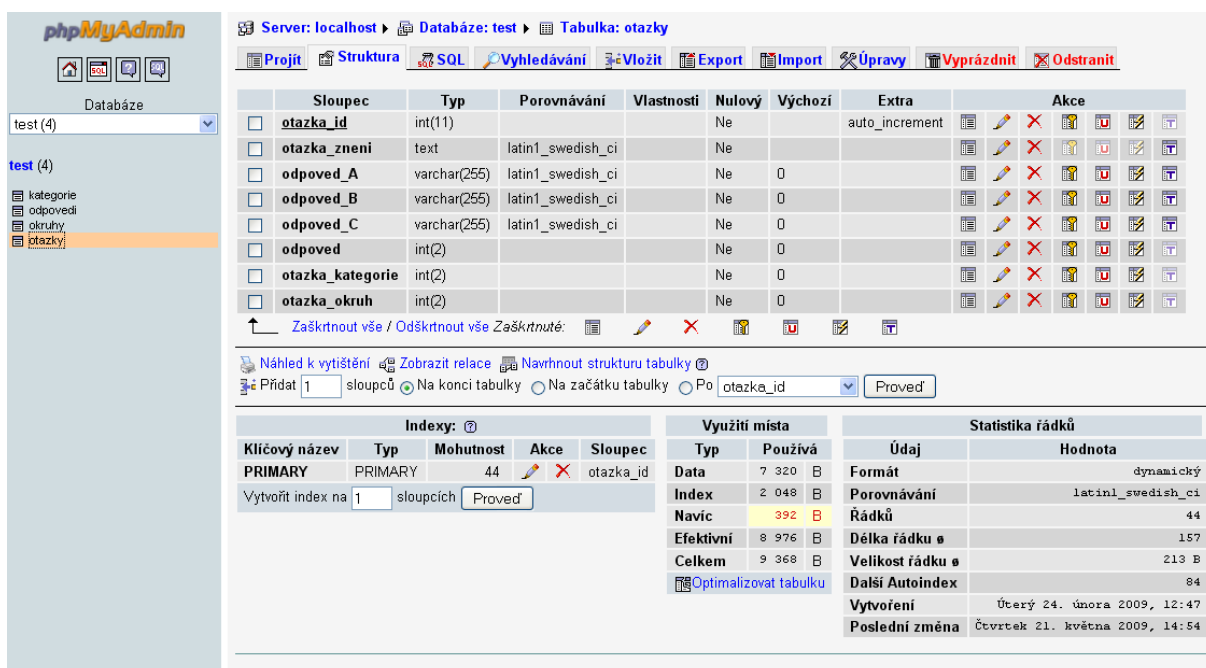 phpMyAdmin
SQL
Databáze
test (4)
test (4)
kategorie
odpovedi
okruhy
otazky
Server: localhost Databáze: test Tabulka: otazky
Projít Struktura SQL Vyhledávání Vložit Export Import Úpravy Vyprázdnit Odstranit
Sloupec Typ Porovnávání Vlastnosti Nulový Výchozí Extra Akce
otazka_id int(11) Ne auto_increment
otazka_zneni text latin1_swedish_ci Ne
odpoved_A varchar(255) latin1_swedish_ci Ne 0
odpoved_B varchar(255) latin1_swedish_ci Ne 0
odpoved_C varchar(255) latin1_swedish_ci Ne 0
odpoved int(2) Ne 0
otazka_kategorie int(2) Ne 0
otazka_okruh int(2) Ne 0
Zaškrtnout vše / Odškrtnout vše Zaškrtnuté:
Náhled k vytištění Zobrazit relace Navrhnout strukturu tabulky
Přidat 1 sloupců Na konci tabulky Na začátku tabulky Po otazka_id Proveď
Indexy:
Klíčový název Typ Mohutnost Akce Sloupec
PRIMARY PRIMARY 44 otazka_id
Vytvořit index na 1 sloupcích Proveď
Využití místa
Typ Používá
Data 7 320 B
Index 2 048 B
Navíc 392 B
Efektivní 8 976 B
Celkem 9 368 B
Optimalizovat tabulku
Statistika řádků
Údaj Hodnota
Formát dynamický
Porovnávání latin1_swedish_ci
Řádků 44
Délka řádku ø 157
Velikost řádku ø 213 B
Další Autoindex 84
Vytvoření Úterý 24. února 2009, 12:47
Poslední změna Čtvrtek 21. května 2009, 14:54